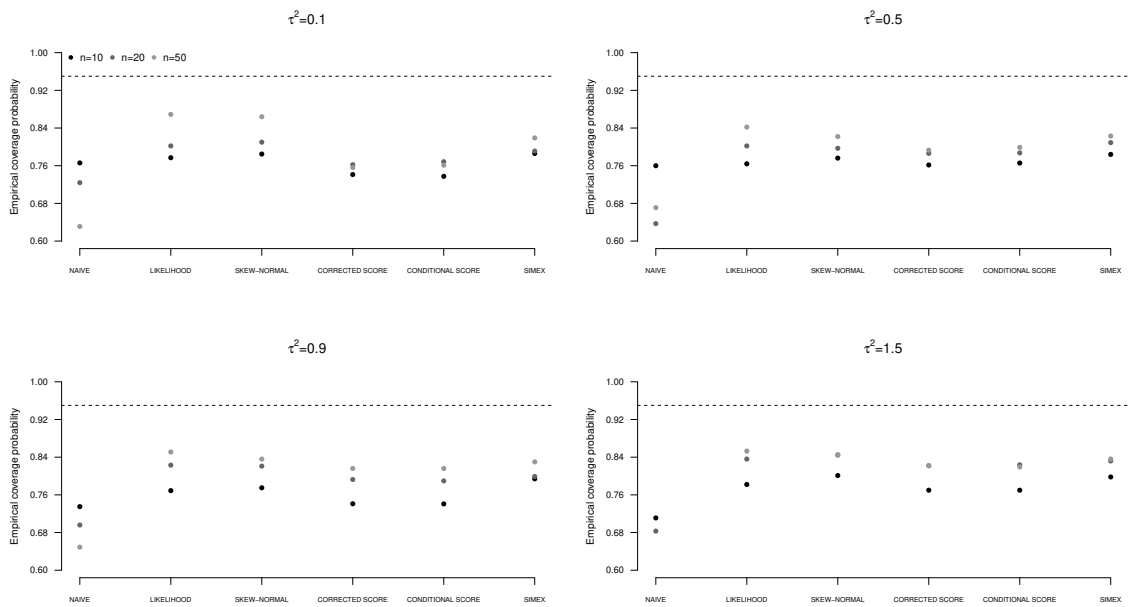 τ²=0.1
Empirical coverage probability
1.00
0.92
0.84
0.76
0.68
0.60
n=10 n=20 n=50
NAIVE LIKELIHOOD SKEW−NORMAL CORRECTED SCORE CONDITIONAL SCORE SIMEX
τ²=0.5
Empirical coverage probability
1.00
0.92
0.84
0.76
0.68
0.60
NAIVE LIKELIHOOD SKEW−NORMAL CORRECTED SCORE CONDITIONAL SCORE SIMEX
τ²=0.9
Empirical coverage probability
1.00
0.92
0.84
0.76
0.68
0.60
NAIVE LIKELIHOOD SKEW−NORMAL CORRECTED SCORE CONDITIONAL SCORE SIMEX
τ²=1.5
Empirical coverage probability
1.00
0.92
0.84
0.76
0.68
0.60
NAIVE LIKELIHOOD SKEW−NORMAL CORRECTED SCORE CONDITIONAL SCORE SIMEX